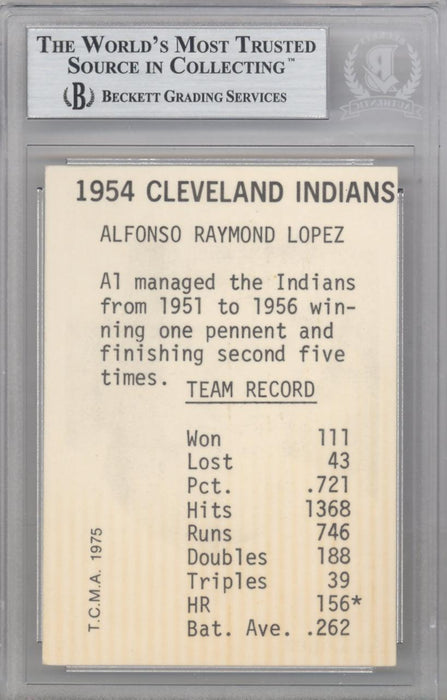 THE WORLD'S MOST TRUSTED
SOURCE IN COLLECTING™
B BECKETT GRADING SERVICES
1954 CLEVELAND INDIANS
ALFONSO RAYMOND LOPEZ
Al managed the Indians
from 1951 to 1956 win-
ning one pennent and
finishing second five
times.
TEAM RECORD
Won 111
Lost 43
Pct. .721
Hits 1368
Runs 746
Doubles 188
Triples 39
HR 156*
Bat. Ave. .262
T.C.M.A. 1975